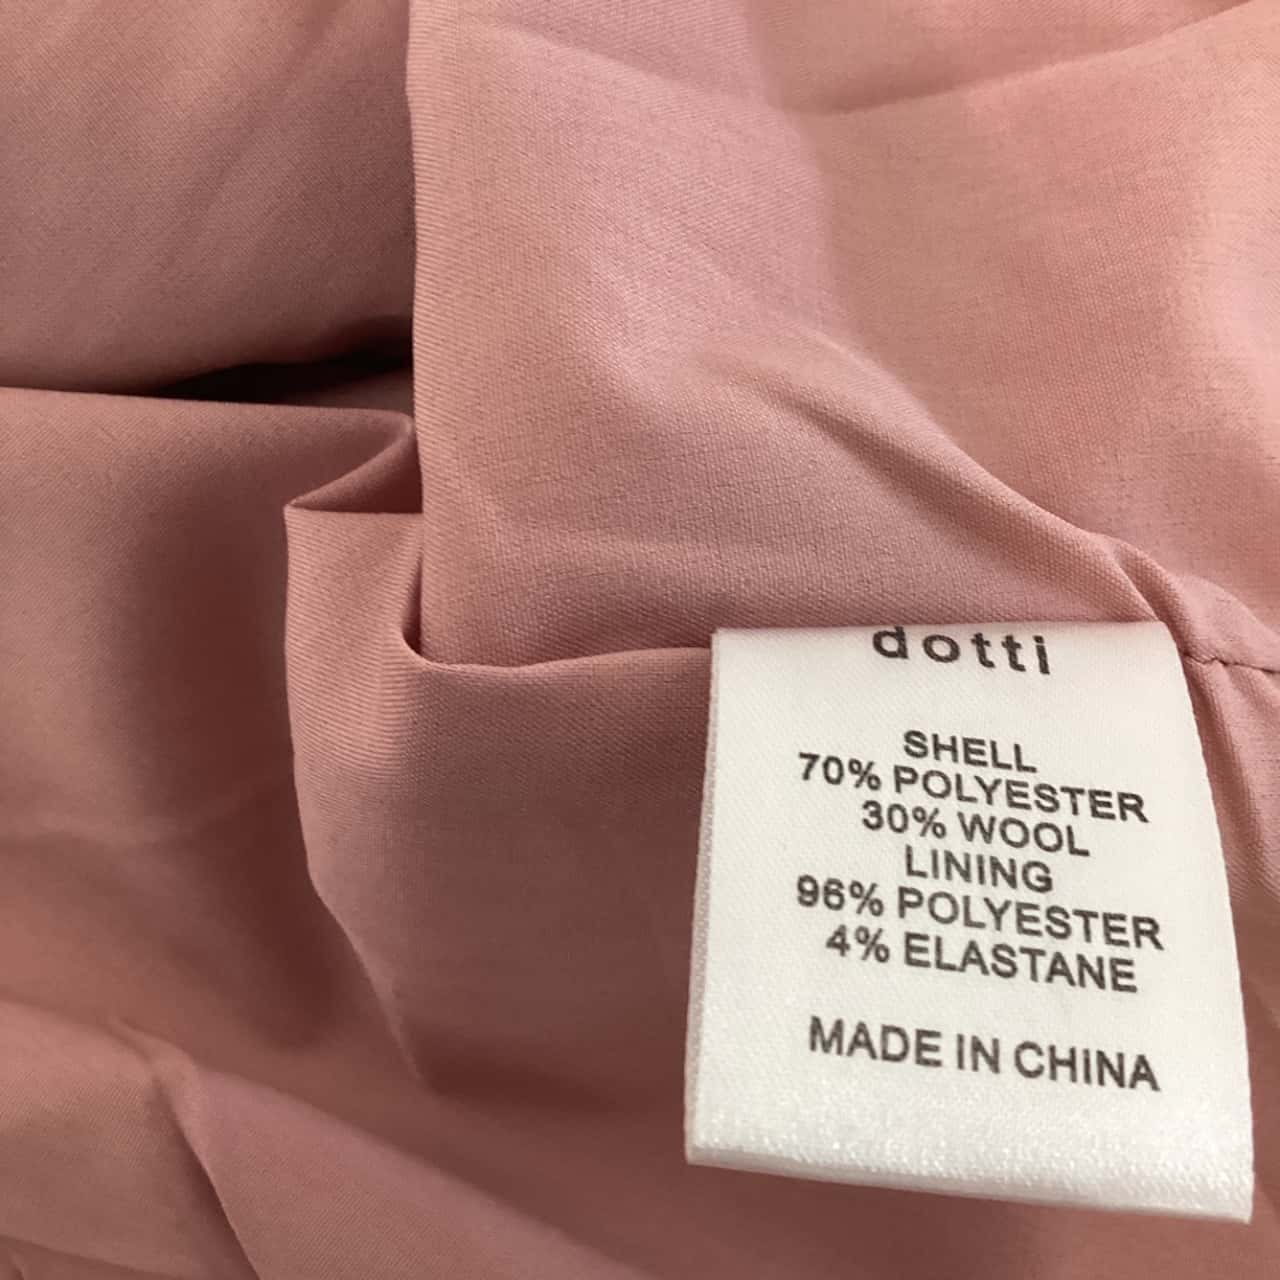 dotti
SHELL
70% POLYESTER
30% WOOL
LINING
96% POLYESTER
4% ELASTANE
MADE IN CHINA